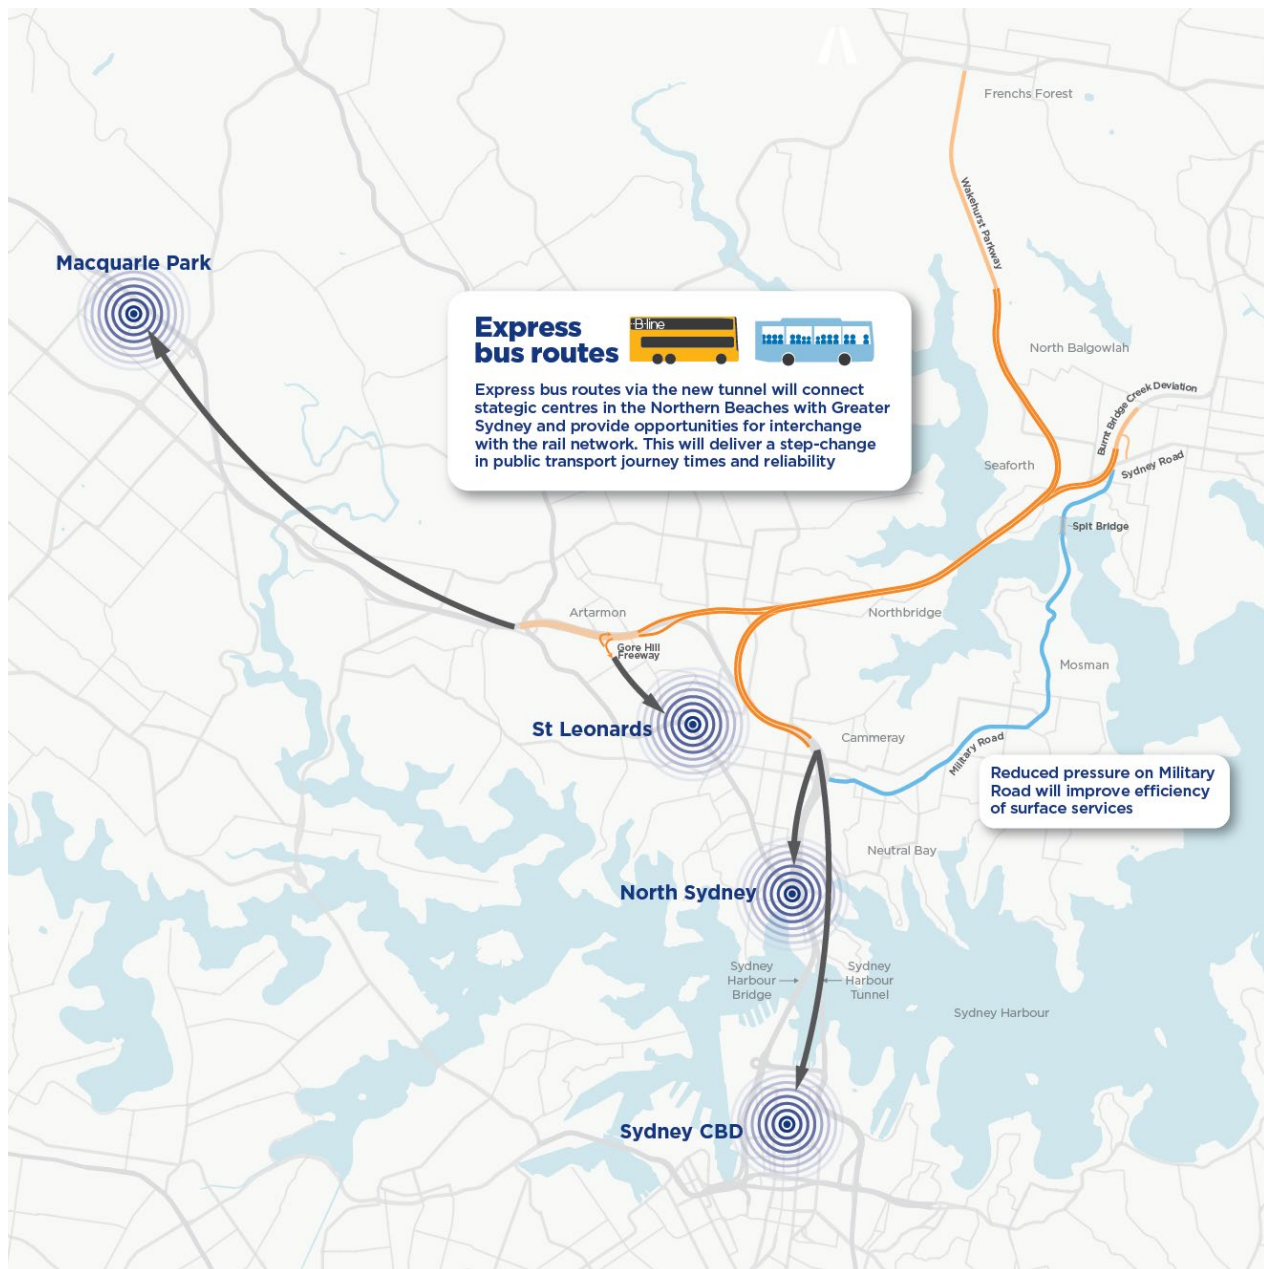 Frenchs Forest
Wakehurst Parkway
Macquarie Park
Express
bus routes
B-line
Express bus routes via the new tunnel will connect
stategic centres in the Northern Beaches with Greater
Sydney and provide opportunities for interchange
with the rail network. This will deliver a step-change
in public transport journey times and reliability
North Balgowlah
Burnt Bridge Creek Deviation
Seaforth
Sydney Road
Spit Bridge
Artarmon
Northbridge
Gore Hill
Freeway
Mosman
St Leonards
Cammeray
Military Road
Reduced pressure on Military
Road will improve efficiency
of surface services
Neutral Bay
North Sydney
Sydney
Harbour
Bridge
Sydney
Harbour
Tunnel
Sydney Harbour
Sydney CBD